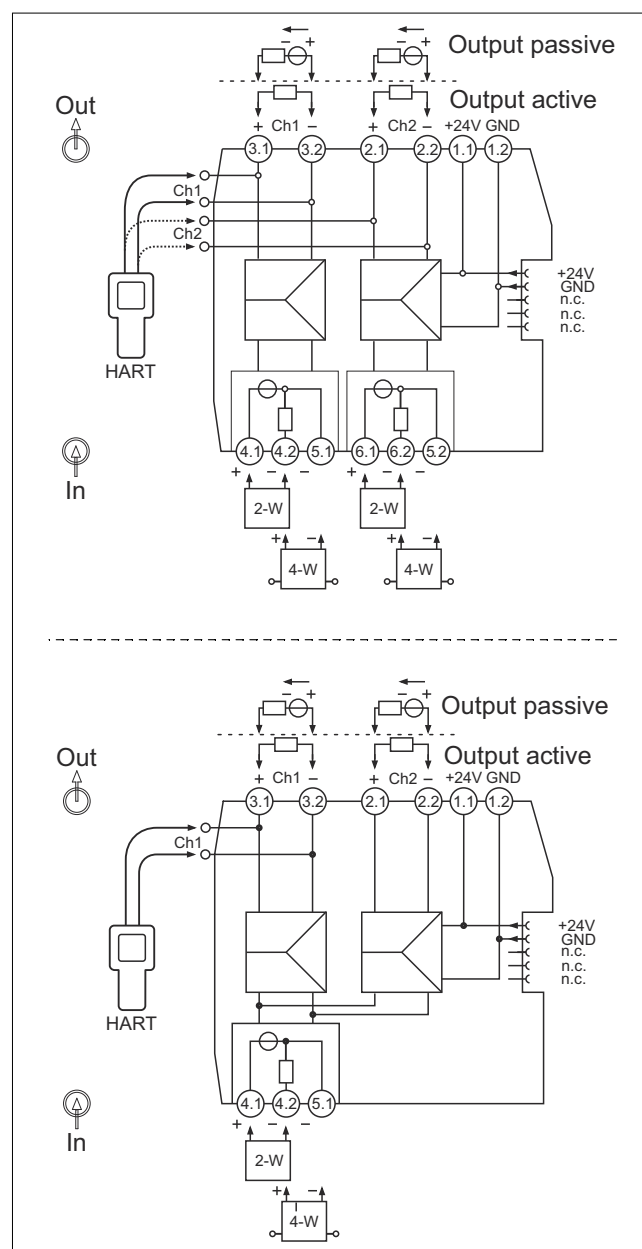 ← 
− +
− +
Output passive
Out
Output active
+ Ch1 −
+ Ch2 −
+24V GND
3.1 3.2 2.1 2.2 1.1 1.2
Ch1
Ch2
+24V
GND
n.c.
n.c.
n.c.
HART
4.1 4.2 5.1 6.1 6.2 5.2
In
+ − −
+ − −
2-W
2-W
+ −
+ −
4-W
4-W
− +
− +
Output passive
Out
Output active
+ Ch1 −
+ Ch2 −
+24V GND
3.1 3.2 2.1 2.2 1.1 1.2
Ch1
+24V
GND
n.c.
n.c.
n.c.
HART
4.1 4.2 5.1
In
+ − −
2-W
+ −
4-W